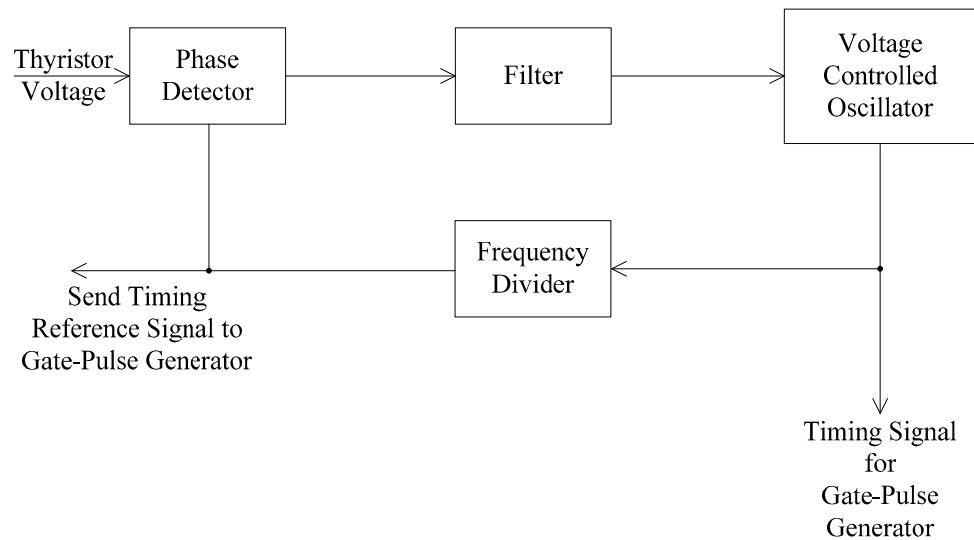 Thyristor
Voltage
Phase
Detector
Filter
Voltage
Controlled
Oscillator
Frequency
Divider
Send Timing
Reference Signal to
Gate-Pulse Generator
Timing Signal
for
Gate-Pulse
Generator